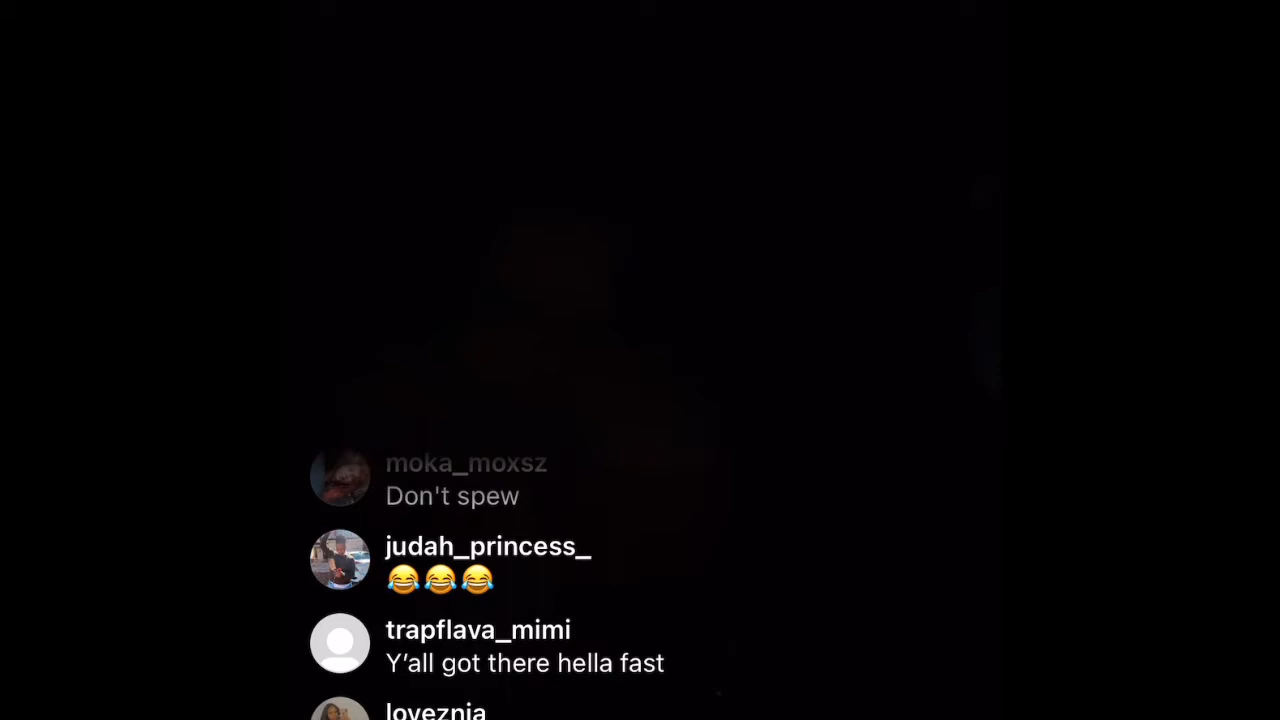 moka_moxsz
Don't spew
judah_princess_
😂😂😂
trapflava_mimi
Y’all got there hella fast
loveznia